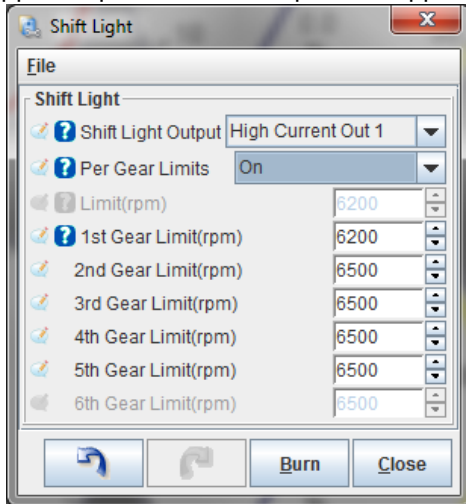 Shift Light
File
Shift Light
Shift Light Output High Current Out 1
Per Gear Limits On
Limit(rpm) 6200
1st Gear Limit(rpm) 6200
2nd Gear Limit(rpm) 6500
3rd Gear Limit(rpm) 6500
4th Gear Limit(rpm) 6500
5th Gear Limit(rpm) 6500
6th Gear Limit(rpm) 6500
Burn Close